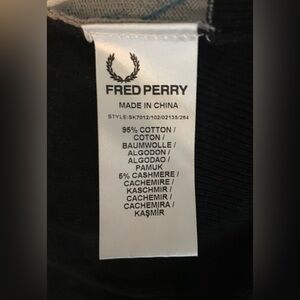 FRED PERRY
MADE IN CHINA
STYLE:SK7012/102/02135/264
95% COTTON /
COTON /
BAUMWOLLE /
ALGODON /
ALGODAO /
PAMUK
5% CASHMERE /
CACHEMIRE /
KASCHMIR /
CACHEMIR /
CACHEMIRA /
KAŞMİR